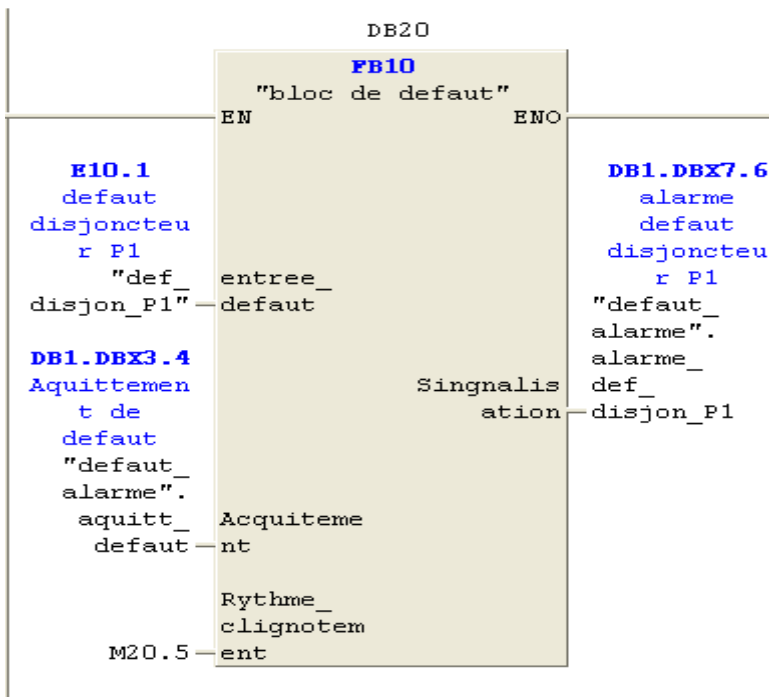 DB20
FB10
"bloc de defaut"
EN
ENO
E10.1
defaut
disjoncteu
r P1
"def_
disjon_P1"
entree_
defaut
DB1.DBX7.6
alarme
defaut
disjoncteu
r P1
"defaut_
alarme".
alarme_
def_
disjon_P1
Singnalis
ation
DB1.DBX3.4
Aquittemen
t de
defaut
"defaut_
alarme".
aquitt_
defaut
Acquiteme
nt
Rythme_
clignotem
ent
M20.5